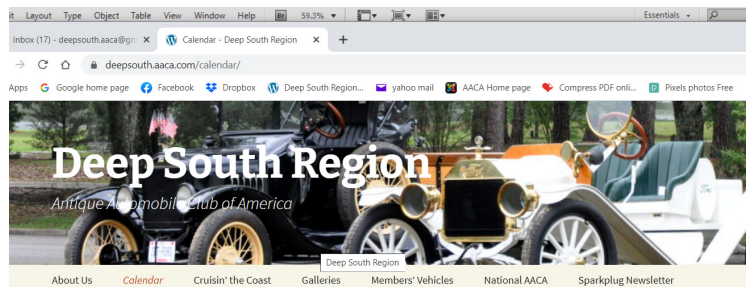 it Layout Type Object Table View Window Help Br 59.3% Essentials
Inbox (17) - deepsouth.aaca@gm Calendar - Deep South Region
deepsouth.aaca.com/calendar/
Apps Google home page Facebook Dropbox Deep South Region... yahoo mail AACA Home page Compress PDF onli... Pixels photos Free
Deep South Region
Antique Automobile Club of America
Ford
Deep South Region
About Us Calendar Cruisin' the Coast Galleries Members' Vehicles National AACA Sparkplug Newsletter